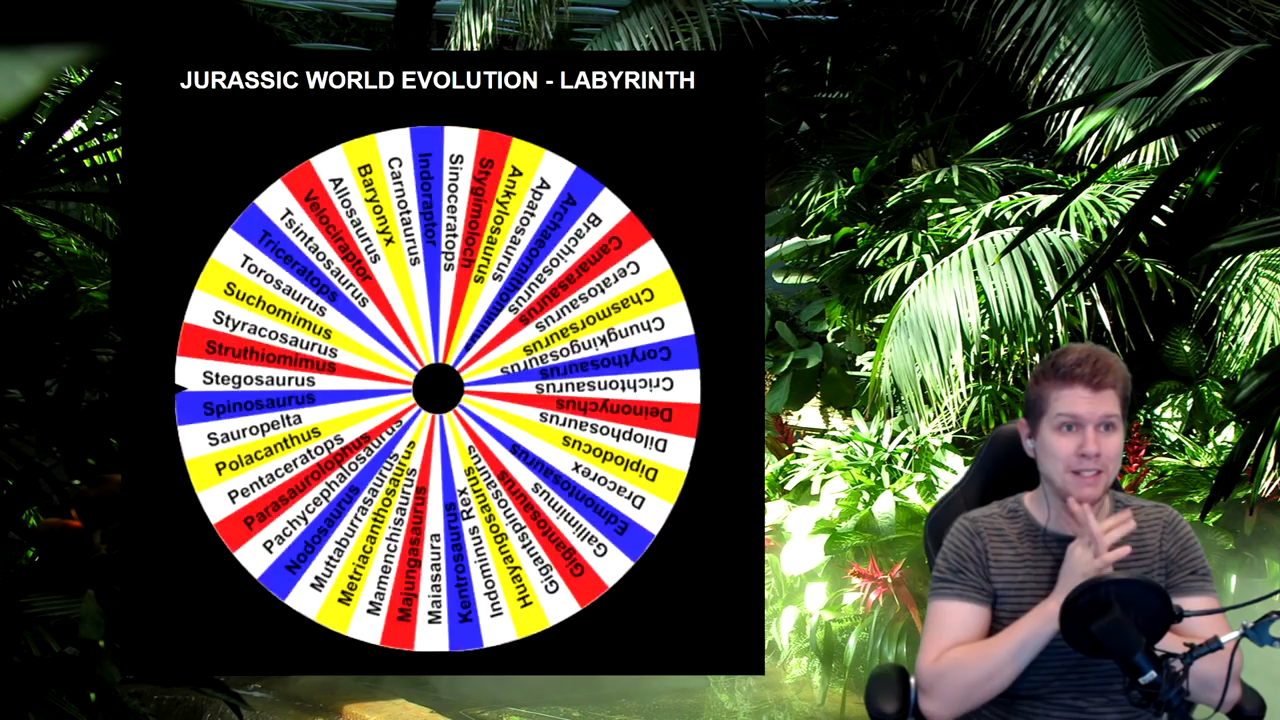 JURASSIC WORLD EVOLUTION - LABYRINTH
Indoraptor
Sinoceratops
Stygimoloch
Ankylosaurus
Apatosaurus
Archaeornithomimus
Brachiosaurus
Camarasaurus
Ceratosaurus
Chasmorsaurus
Chungkingosaurus
Corythosaurus
Crichtonsaurus
Deinonychus
Dilophosaurus
Diplodocus
Dracorex
Edmontosaurus
Gallimimus
Gigantosaurus
Gigantspinosaurus
Huayangosaurus
Indominus Rex
Kentrosaurus
Maiasaura
Majungasaurus
Mamenchisaurus
Metriacanthosaurus
Muttaburrasaurus
Nodosaurus
Pachycephalosaurus
Parasaurolophus
Pentaceratops
Polacanthus
Sauropelta
Spinosaurus
Stegosaurus
Struthiomimus
Styracosaurus
Suchomimus
Torosaurus
Triceratops
Tsintaosaurus
Velociraptor
Allosaurus
Baryonyx
Carnotaurus